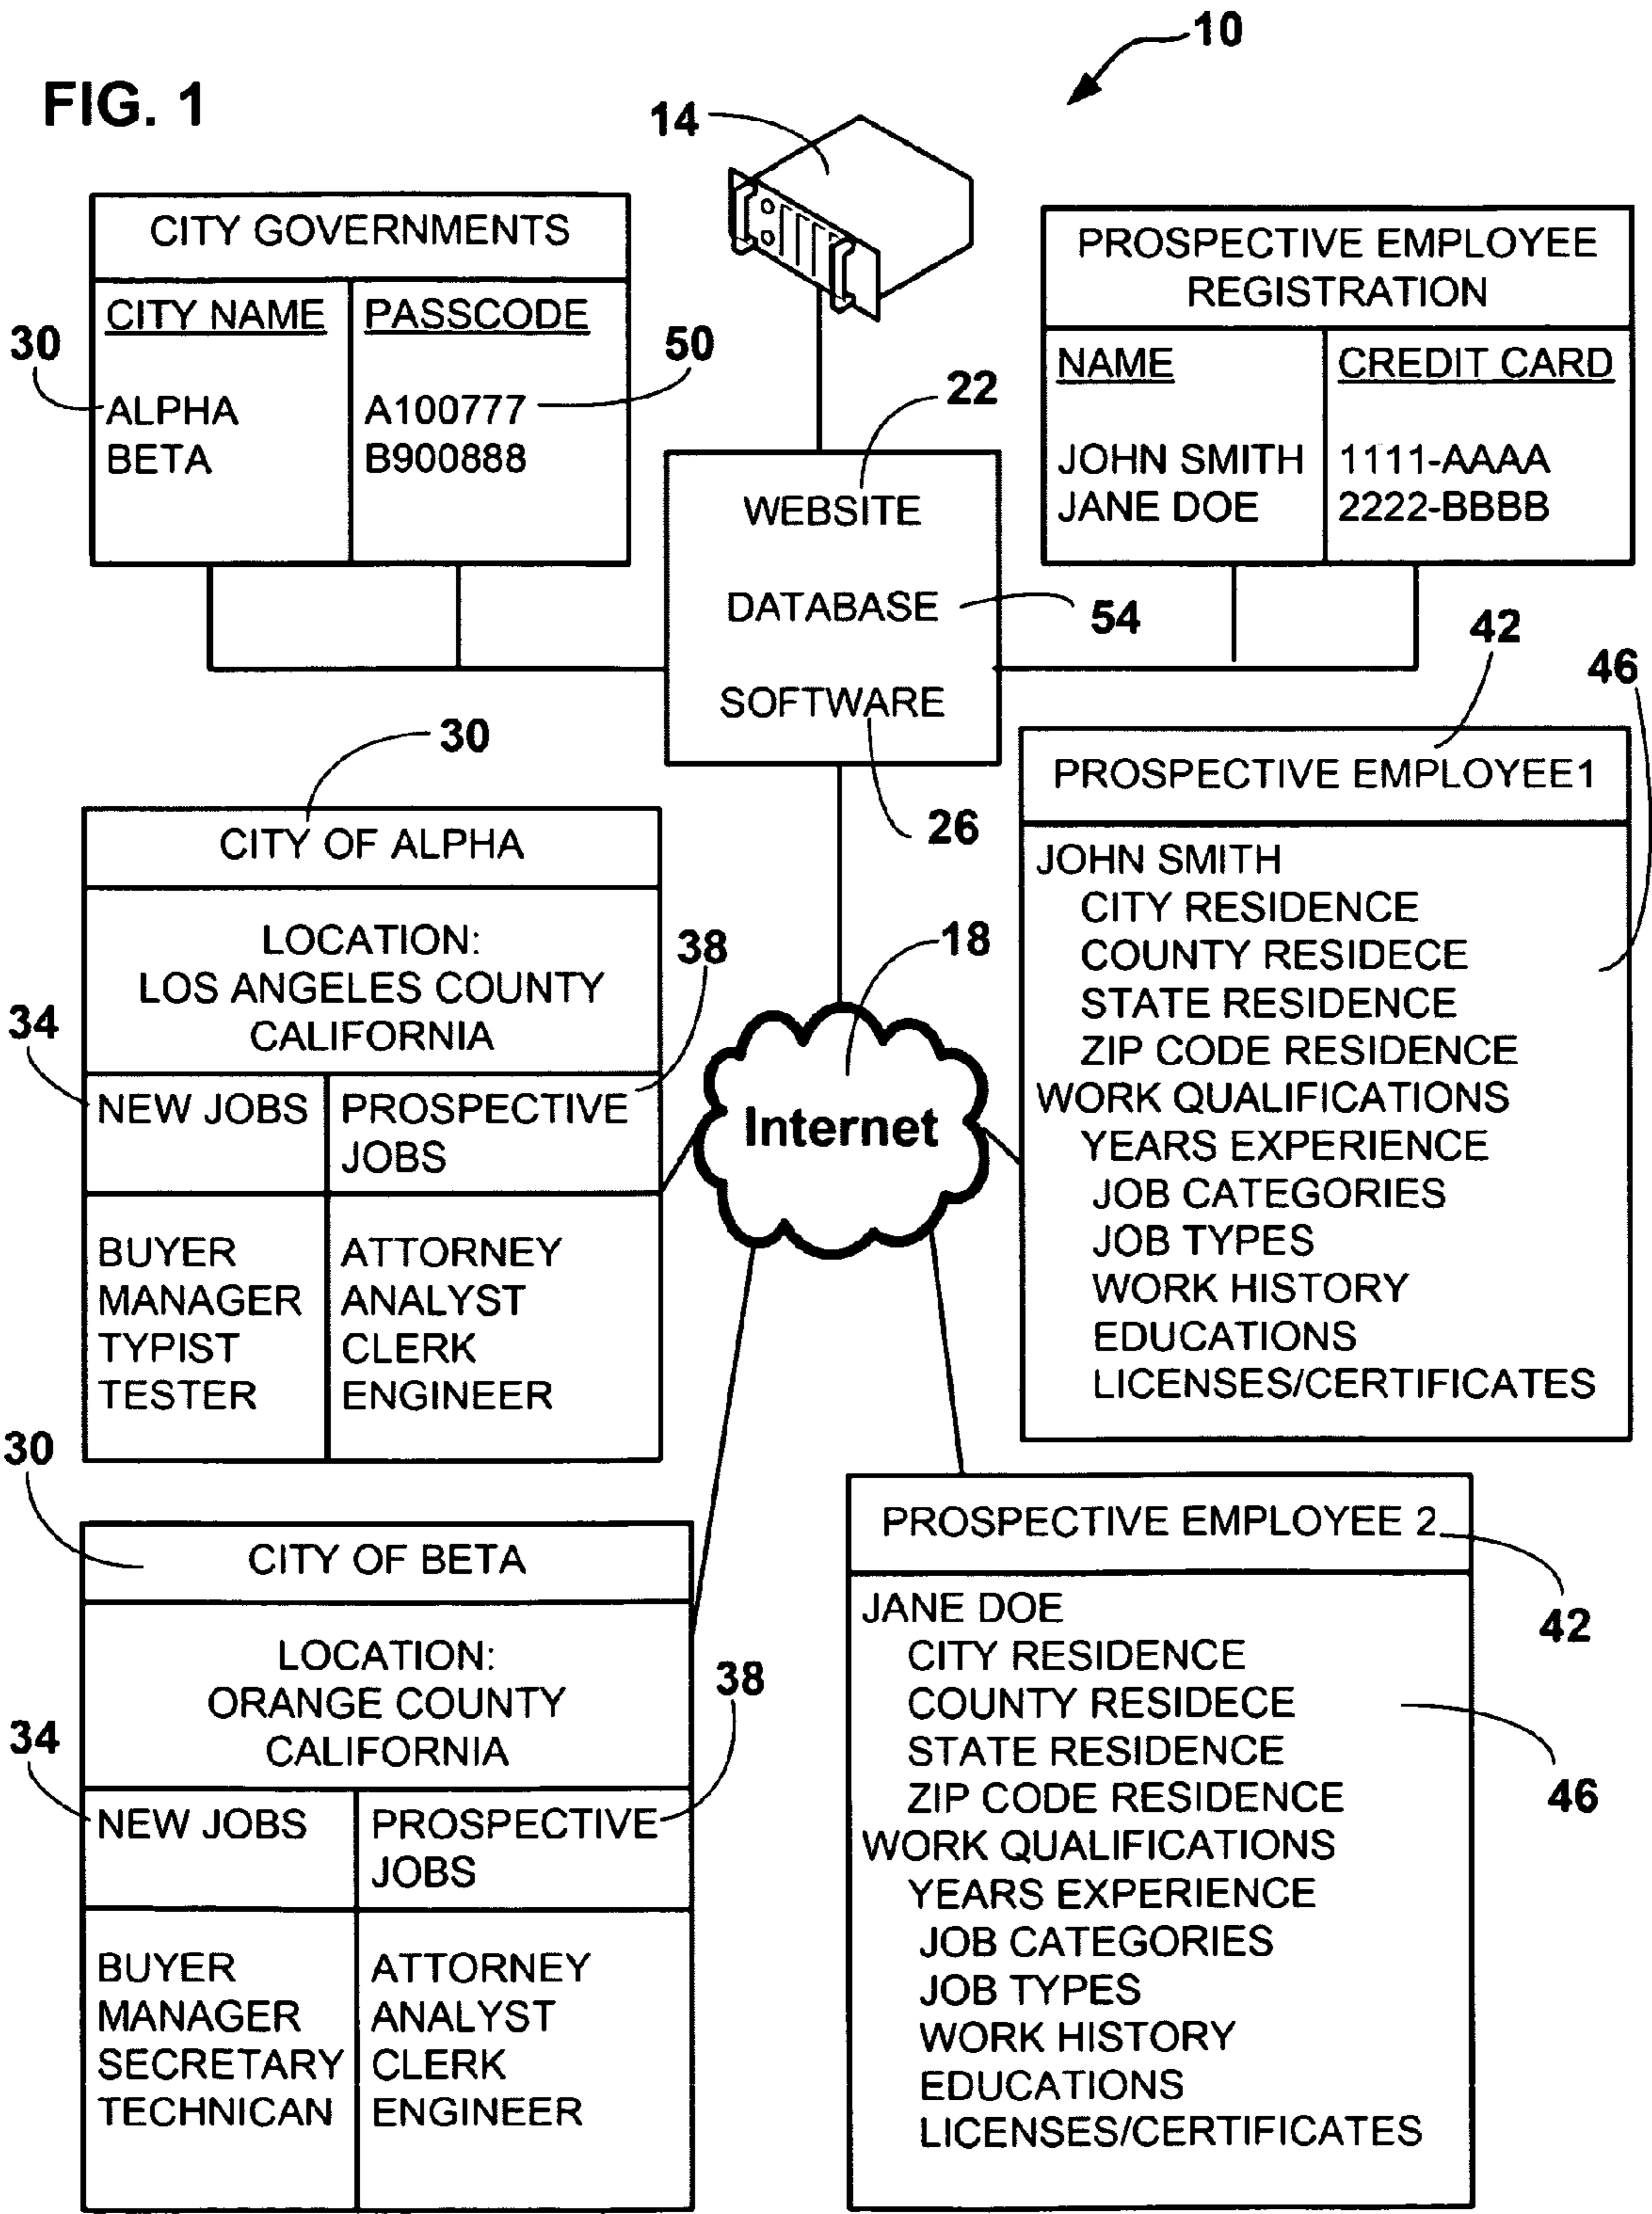 FIG. 1
10
14
CITY GOVERNMENTS
CITY NAME PASSCODE
30
50
ALPHA A100777
BETA B900888
PROSPECTIVE EMPLOYEE
REGISTRATION
NAME CREDIT CARD
JOHN SMITH 1111-AAAA
JANE DOE 2222-BBBB
22
WEBSITE
DATABASE
54
SOFTWARE
26
30
CITY OF ALPHA
LOCATION:
LOS ANGELES COUNTY
CALIFORNIA
34
38
NEW JOBS PROSPECTIVE
JOBS
BUYER ATTORNEY
MANAGER ANALYST
TYPIST CLERK
TESTER ENGINEER
18
Internet
42
46
PROSPECTIVE EMPLOYEE1
JOHN SMITH
CITY RESIDENCE
COUNTY RESIDECE
STATE RESIDENCE
ZIP CODE RESIDENCE
WORK QUALIFICATIONS
YEARS EXPERIENCE
JOB CATEGORIES
JOB TYPES
WORK HISTORY
EDUCATIONS
LICENSES/CERTIFICATES
30
CITY OF BETA
LOCATION:
ORANGE COUNTY
CALIFORNIA
34
38
NEW JOBS PROSPECTIVE
JOBS
BUYER ATTORNEY
MANAGER ANALYST
SECRETARY CLERK
TECHNICAN ENGINEER
PROSPECTIVE EMPLOYEE 2
42
JANE DOE
CITY RESIDENCE
COUNTY RESIDECE
STATE RESIDENCE
ZIP CODE RESIDENCE
46
WORK QUALIFICATIONS
YEARS EXPERIENCE
JOB CATEGORIES
JOB TYPES
WORK HISTORY
EDUCATIONS
LICENSES/CERTIFICATES